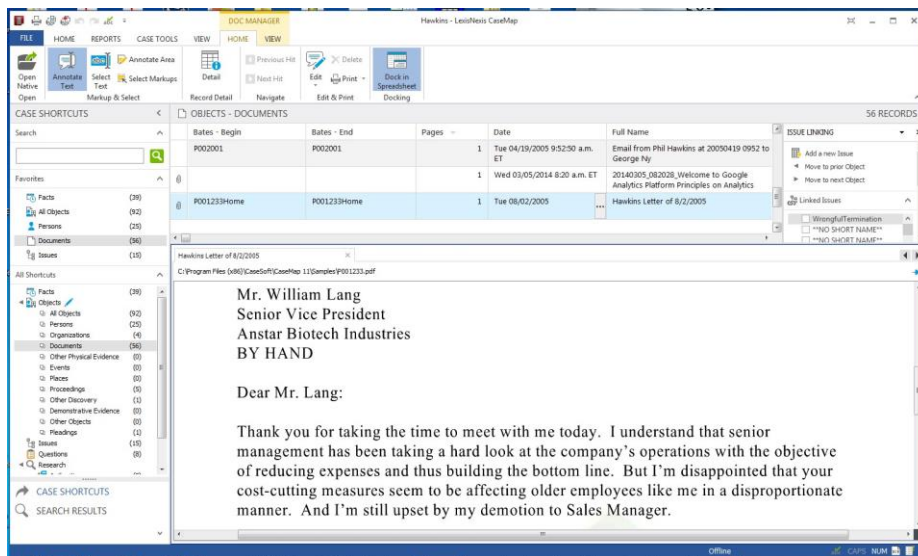 DOC MANAGER
Hawkins - LexisNexis CaseMap
FILE HOME REPORTS CASE TOOLS VIEW HOME VIEW
Open Native
Annotate Text
Select Text
Annotate Area
Select Markups
Detail
Previous Hit
Next Hit
Edit
Delete
Print
Dock in Spreadsheet
Open Markup & Select Record Detail Navigate Edit & Print Docking
CASE SHORTCUTS
Search
Favorites
Facts (39)
All Objects (92)
Persons (25)
Documents (56)
Issues (15)
All Shortcuts
Facts (39)
Objects
All Objects (92)
Persons (25)
Organizations (4)
Documents (56)
Other Physical Evidence (0)
Events (0)
Places (0)
Proceedings (5)
Other Discovery (1)
Demonstrative Evidence (0)
Other Objects (0)
Pleadings (1)
Issues (15)
Questions (8)
Research
CASE SHORTCUTS
SEARCH RESULTS
OBJECTS - DOCUMENTS
56 RECORDS
Bates - Begin Bates - End Pages Date Full Name
P002001 P002001 1 Tue 04/19/2005 9:52:50 a.m. ET Email from Phil Hawkins at 20050419 0952 to George Ny
1 Wed 03/05/2014 8:20 a.m. ET 20140305_082028_Welcome to Google Analytics Platform Principles on Analytics
P001233Home P001233Home 1 Tue 08/02/2005 ... Hawkins Letter of 8/2/2005
ISSUE LINKING
Add a new Issue
Move to prior Object
Move to next Object
Linked Issues
WrongfulTermination
**NO SHORT NAME**
**NO SHORT NAME**
Hawkins Letter of 8/2/2005
C:\Program Files (x86)\CaseSoft\CaseMap 11\Samples\P001233.pdf
Mr. William Lang
Senior Vice President
Anstar Biotech Industries
BY HAND
Dear Mr. Lang:
Thank you for taking the time to meet with me today. I understand that senior
management has been taking a hard look at the company's operations with the objective
of reducing expenses and thus building the bottom line. But I'm disappointed that your
cost-cutting measures seem to be affecting older employees like me in a disproportionate
manner. And I'm still upset by my demotion to Sales Manager.
Offline CAPS NUM